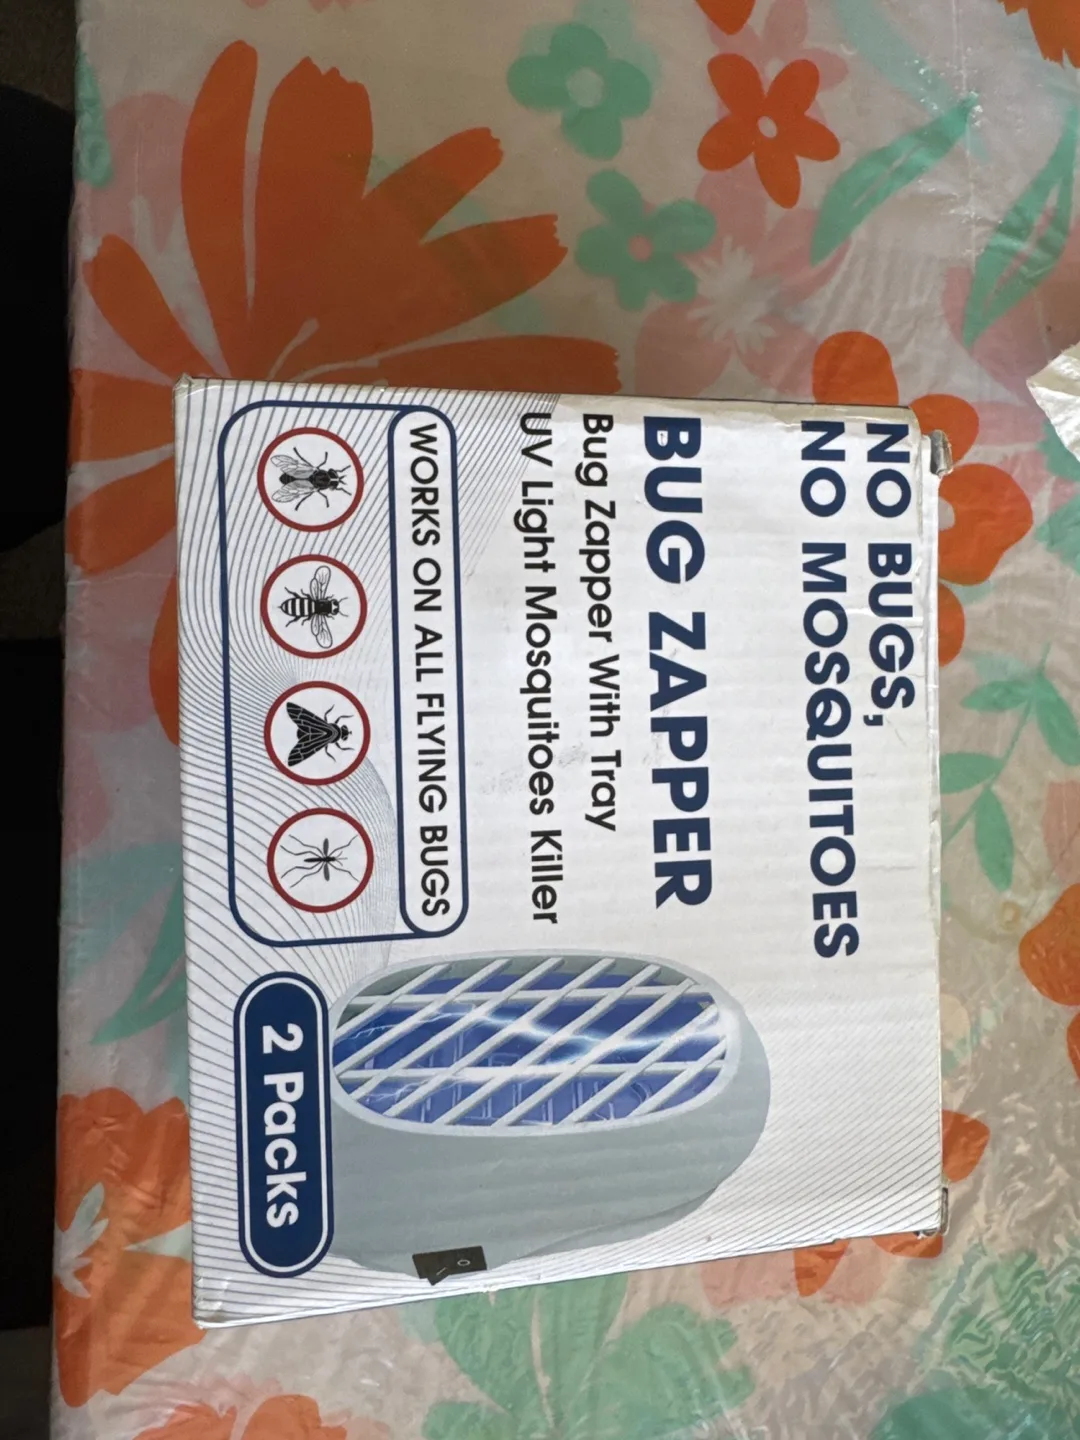 NO BUGS,
NO MOSQUITOES
BUG ZAPPER
Bug Zapper With Tray
UV Light Mosquitoes Killer
WORKS ON ALL FLYING BUGS
2 Packs